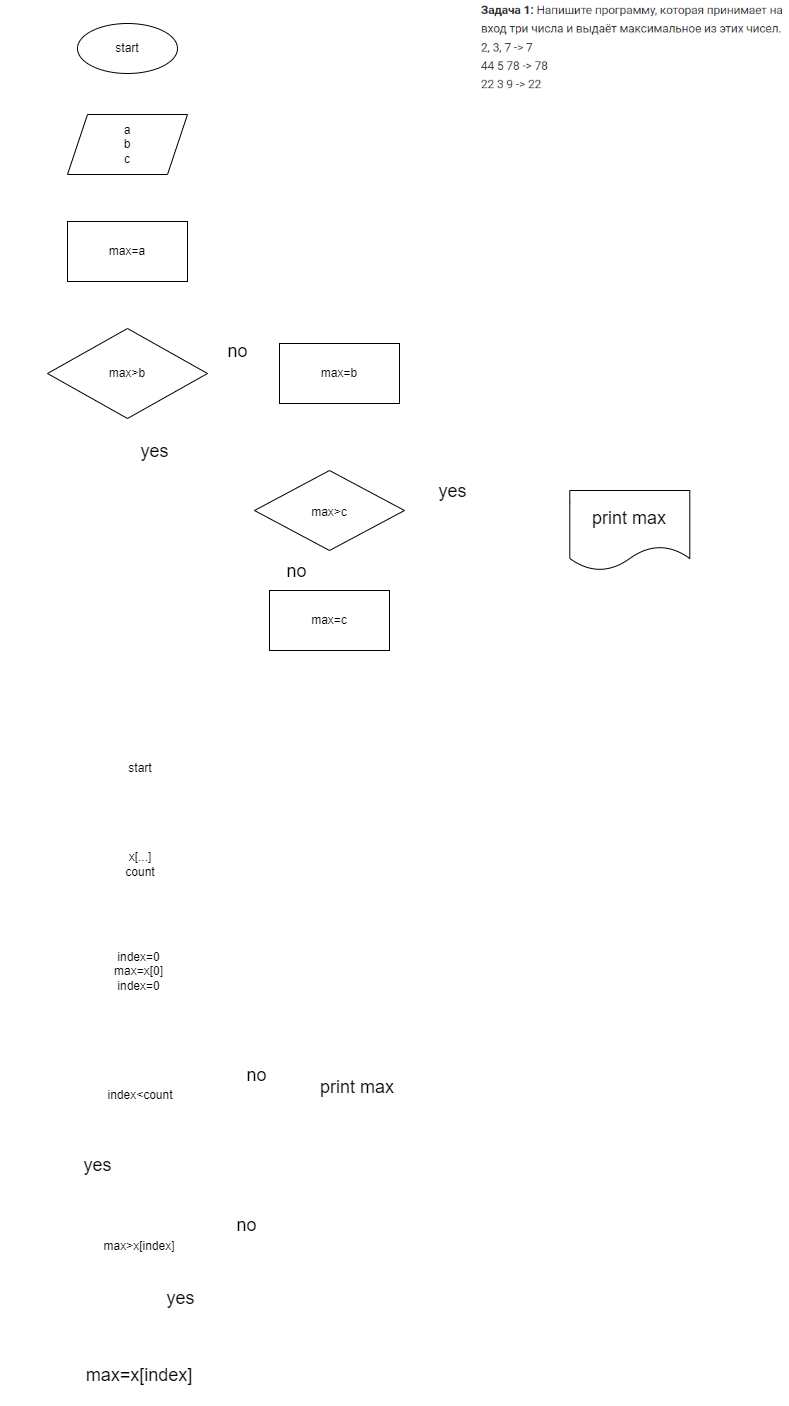 Задача 1: Напишите программу, которая принимает на
вход три числа и выдаёт максимальное из этих чисел.
2, 3, 7 -> 7
44 5 78 -> 78
22 3 9 -> 22
start
a
b
c
max=a
max>b
no
max=b
yes
max>c
yes
print max
no
max=c
start
x[...]
count
index=0
max=x[0]
index=0
index<count
no
print max
yes
max>x[index]
no
yes
max=x[index]